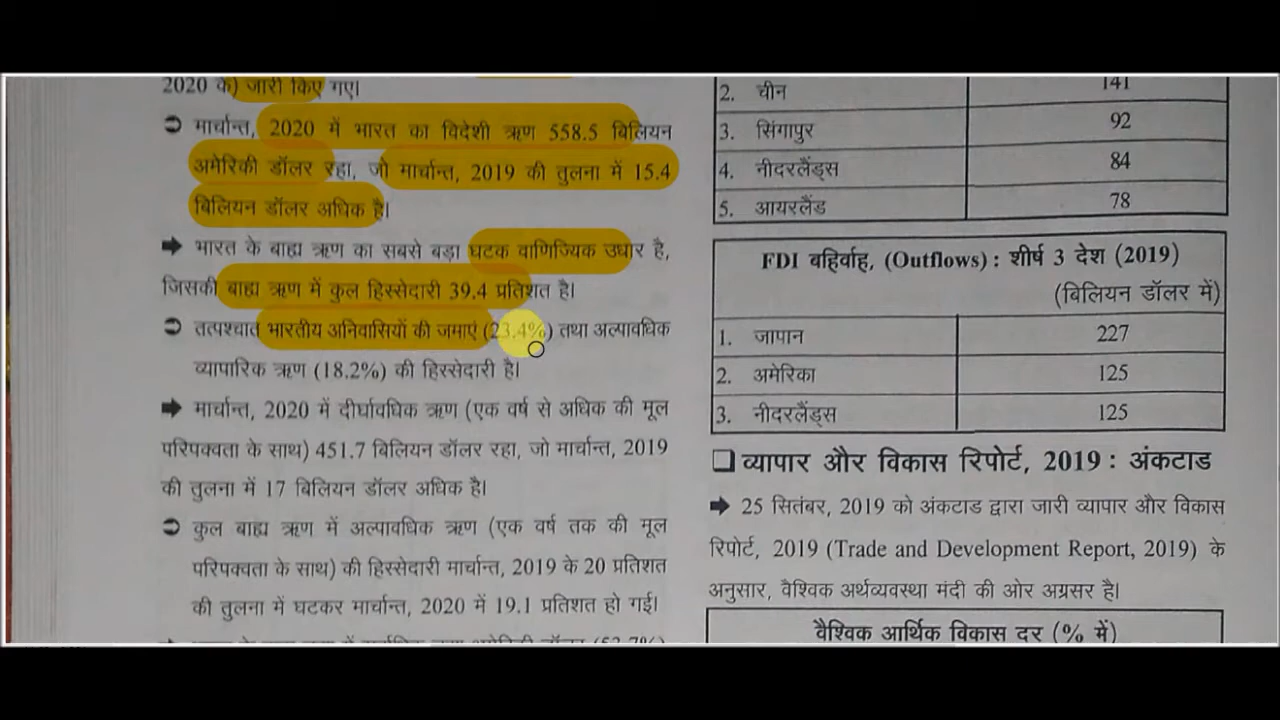 2020 के) जारी किए गए।
➲ मार्चान्त, 2020 में भारत का विदेशी ऋण 558.5 बिलियन
अमेरिकी डॉलर रहा, जो मार्चान्त, 2019 की तुलना में 15.4
बिलियन डॉलर अधिक है।
➡ भारत के बाह्य ऋण का सबसे बड़ा घटक वाणिज्यिक उधार है,
जिसकी बाह्य ऋण में कुल हिस्सेदारी 39.4 प्रतिशत है।
➲ तत्पश्चात भारतीय अनिवासियों की जमाएं (23.4%) तथा अल्पावधिक
व्यापारिक ऋण (18.2%) की हिस्सेदारी है।
➡ मार्चान्त, 2020 में दीर्घावधिक ऋण (एक वर्ष से अधिक की मूल
परिपक्वता के साथ) 451.7 बिलियन डॉलर रहा, जो मार्चान्त, 2019
की तुलना में 17 बिलियन डॉलर अधिक है।
➲ कुल बाह्य ऋण में अल्पावधिक ऋण (एक वर्ष तक की मूल
परिपक्वता के साथ) की हिस्सेदारी मार्चान्त, 2019 के 20 प्रतिशत
की तुलना में घटकर मार्चान्त, 2020 में 19.1 प्रतिशत हो गई।
2. चीन 141
3. सिंगापुर 92
4. नीदरलैंड्स 84
5. आयरलैंड 78
FDI बहिर्वाह, (Outflows) : शीर्ष 3 देश (2019)
(बिलियन डॉलर में)
1. जापान 227
2. अमेरिका 125
3. नीदरलैंड्स 125
❑ व्यापार और विकास रिपोर्ट, 2019 : अंकटाड
➡ 25 सितंबर, 2019 को अंकटाड द्वारा जारी व्यापार और विकास
रिपोर्ट, 2019 (Trade and Development Report, 2019) के
अनुसार, वैश्विक अर्थव्यवस्था मंदी की ओर अग्रसर है।
वैश्विक आर्थिक विकास दर (% में)